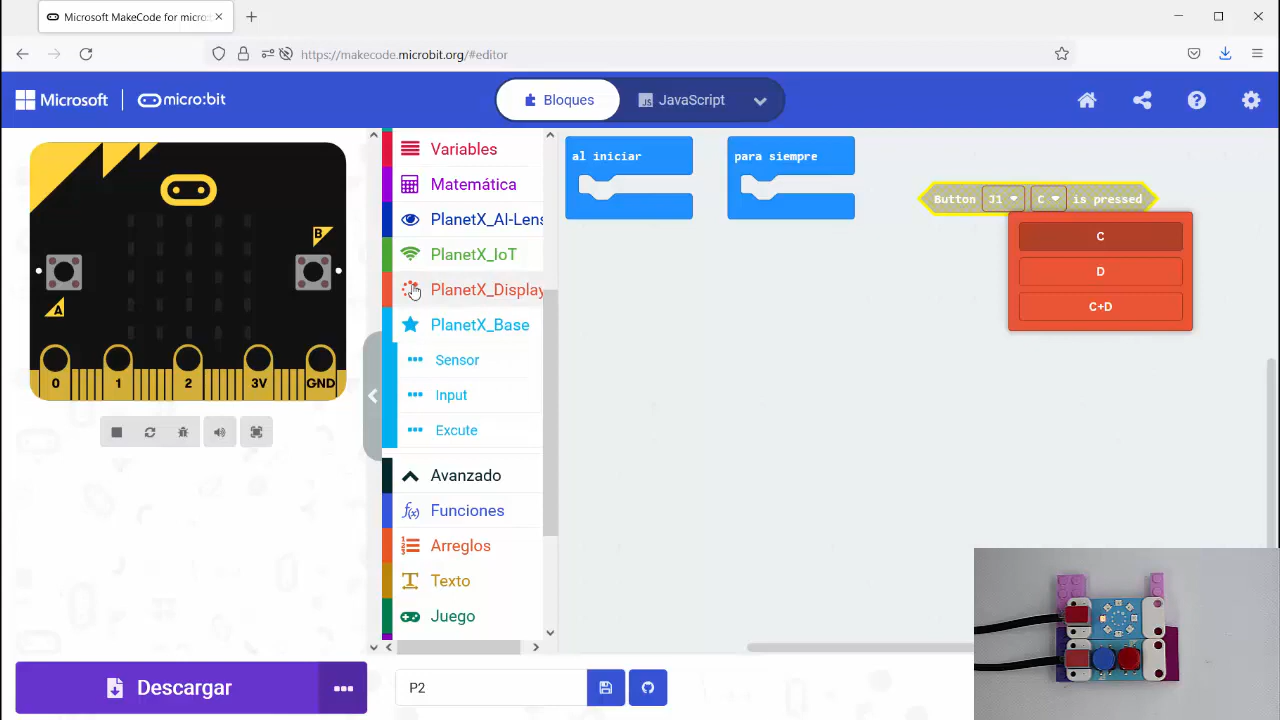 Microsoft MakeCode for micro:
https://makecode.microbit.org/#editor
Microsoft
micro:bit
Bloques
JS
JavaScript
A
B
0 1 2 3V GND
Variables
Matemática
PlanetX_AI-Lens
PlanetX_IoT
PlanetX_Display
PlanetX_Base
Sensor
Input
Excute
Avanzado
f(x) Funciones
Arreglos
Texto
Juego
al iniciar
para siempre
Button J1 C is pressed
C
D
C+D
Descargar
P2